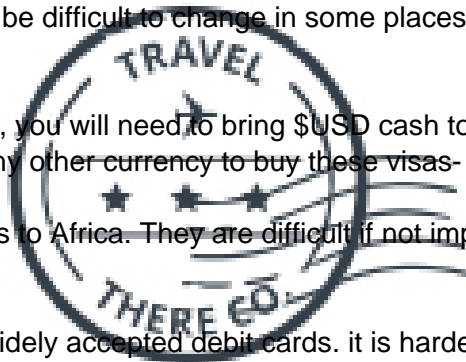 be difficult to change in some places
TRAVEL
, you will need to bring $USD cash to
ny other currency to buy these visas-
s to Africa. They are difficult if not imp
THERE CO.
idely accepted debit cards. it is harde